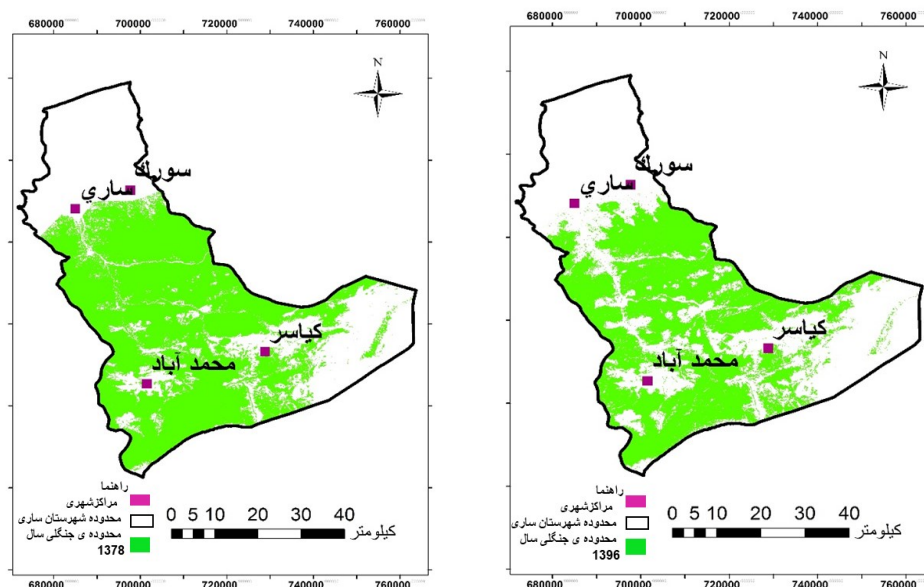 680000 700000 720000 740000 760000
N
سورك
ساري
كياسر
محمد آباد
راهنما
مراکزشهری
محدوده شهرستان ساری
محدوده ی جنگلی سال
1378
0 5 10 20 30 40
کیلومتر
680000 700000 720000 740000 760000
680000 700000 720000 740000 760000
N
سورك
ساري
كياسر
محمد آباد
راهنما
مراکزشهری
محدوده شهرستان ساری
محدوده ی جنگلی سال
1396
0 5 10 20 30 40
کیلومتر
680000 700000 720000 740000 760000